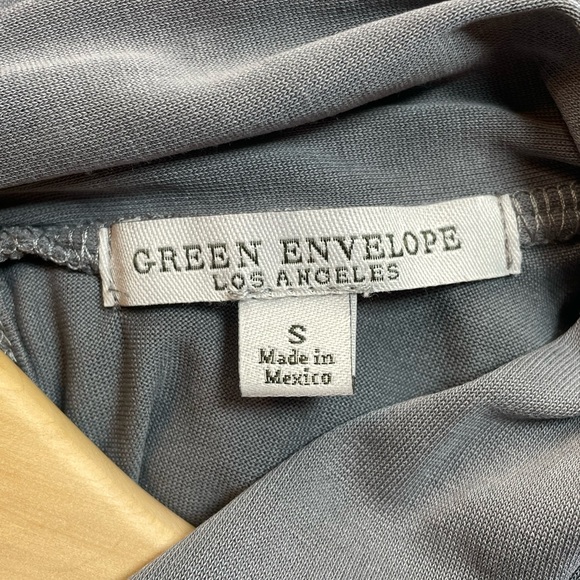 GREEN ENVELOPE
LOS ANGELES
S
Made in
Mexico